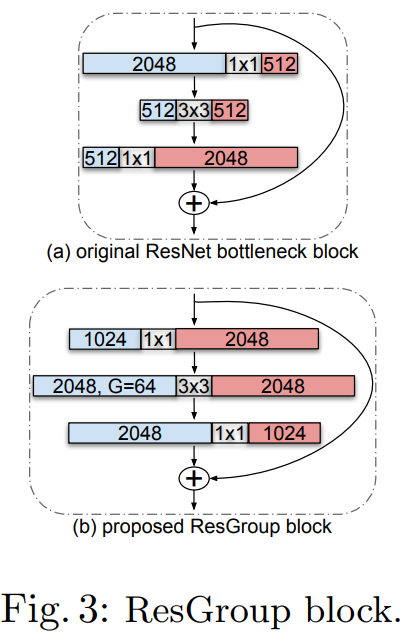 2048 1x1 512
512 3x3 512
512 1x1 2048
+
(a) original ResNet bottleneck block
1024 1x1 2048
2048, G=64 3x3 2048
2048 1x1 1024
+
(b) proposed ResGroup block
Fig. 3: ResGroup block.